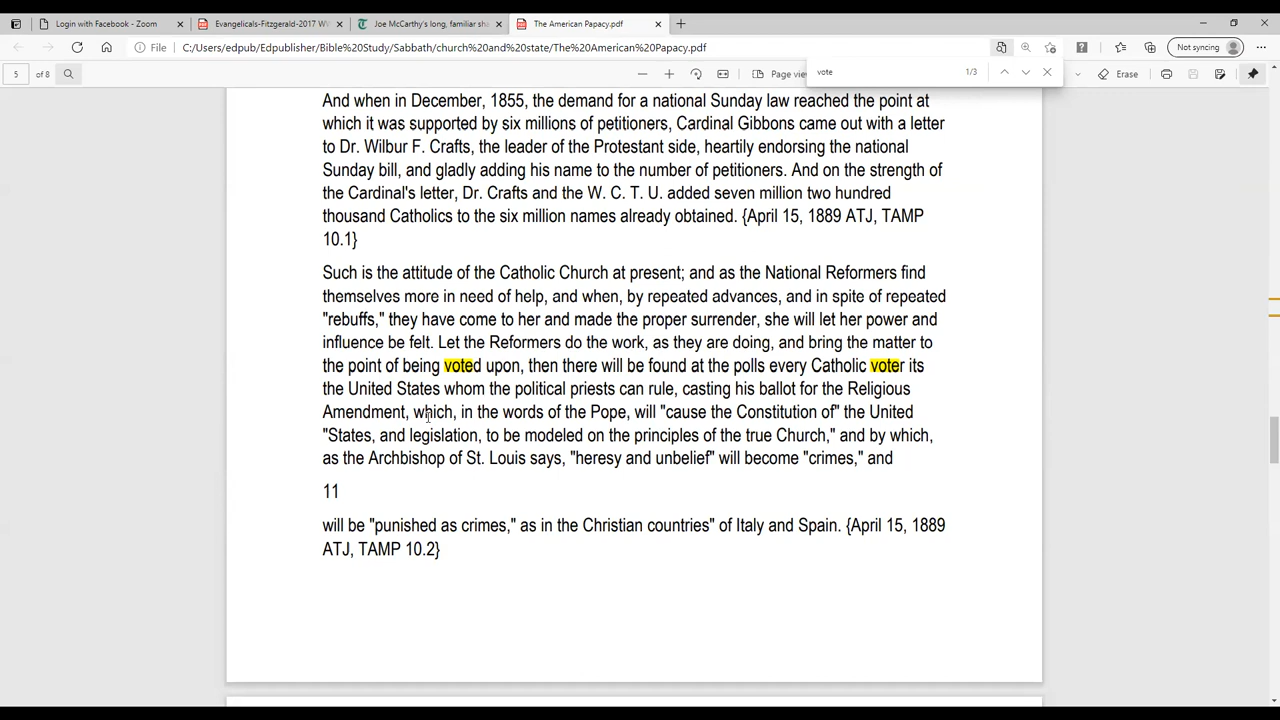 Login with Facebook - Zoom
Evangelicals-Fitzgerald-2017 WV
Joe McCarthy's long, familiar sha
The American Papacy.pdf
File
C:/Users/edpub/Edpublisher/Bible%20Study/Sabbath/church%20and%20state/The%20American%20Papacy.pdf
Not syncing
5 of 8
Page view
vote
1/3
Erase
And when in December, 1855, the demand for a national Sunday law reached the point at
which it was supported by six millions of petitioners, Cardinal Gibbons came out with a letter
to Dr. Wilbur F. Crafts, the leader of the Protestant side, heartily endorsing the national
Sunday bill, and gladly adding his name to the number of petitioners. And on the strength of
the Cardinal's letter, Dr. Crafts and the W. C. T. U. added seven million two hundred
thousand Catholics to the six million names already obtained. {April 15, 1889 ATJ, TAMP
10.1}
Such is the attitude of the Catholic Church at present; and as the National Reformers find
themselves more in need of help, and when, by repeated advances, and in spite of repeated
"rebuffs," they have come to her and made the proper surrender, she will let her power and
influence be felt. Let the Reformers do the work, as they are doing, and bring the matter to
the point of being voted upon, then there will be found at the polls every Catholic voter its
the United States whom the political priests can rule, casting his ballot for the Religious
Amendment, which, in the words of the Pope, will "cause the Constitution of" the United
"States, and legislation, to be modeled on the principles of the true Church," and by which,
as the Archbishop of St. Louis says, "heresy and unbelief" will become "crimes," and
11
will be "punished as crimes," as in the Christian countries" of Italy and Spain. {April 15, 1889
ATJ, TAMP 10.2}